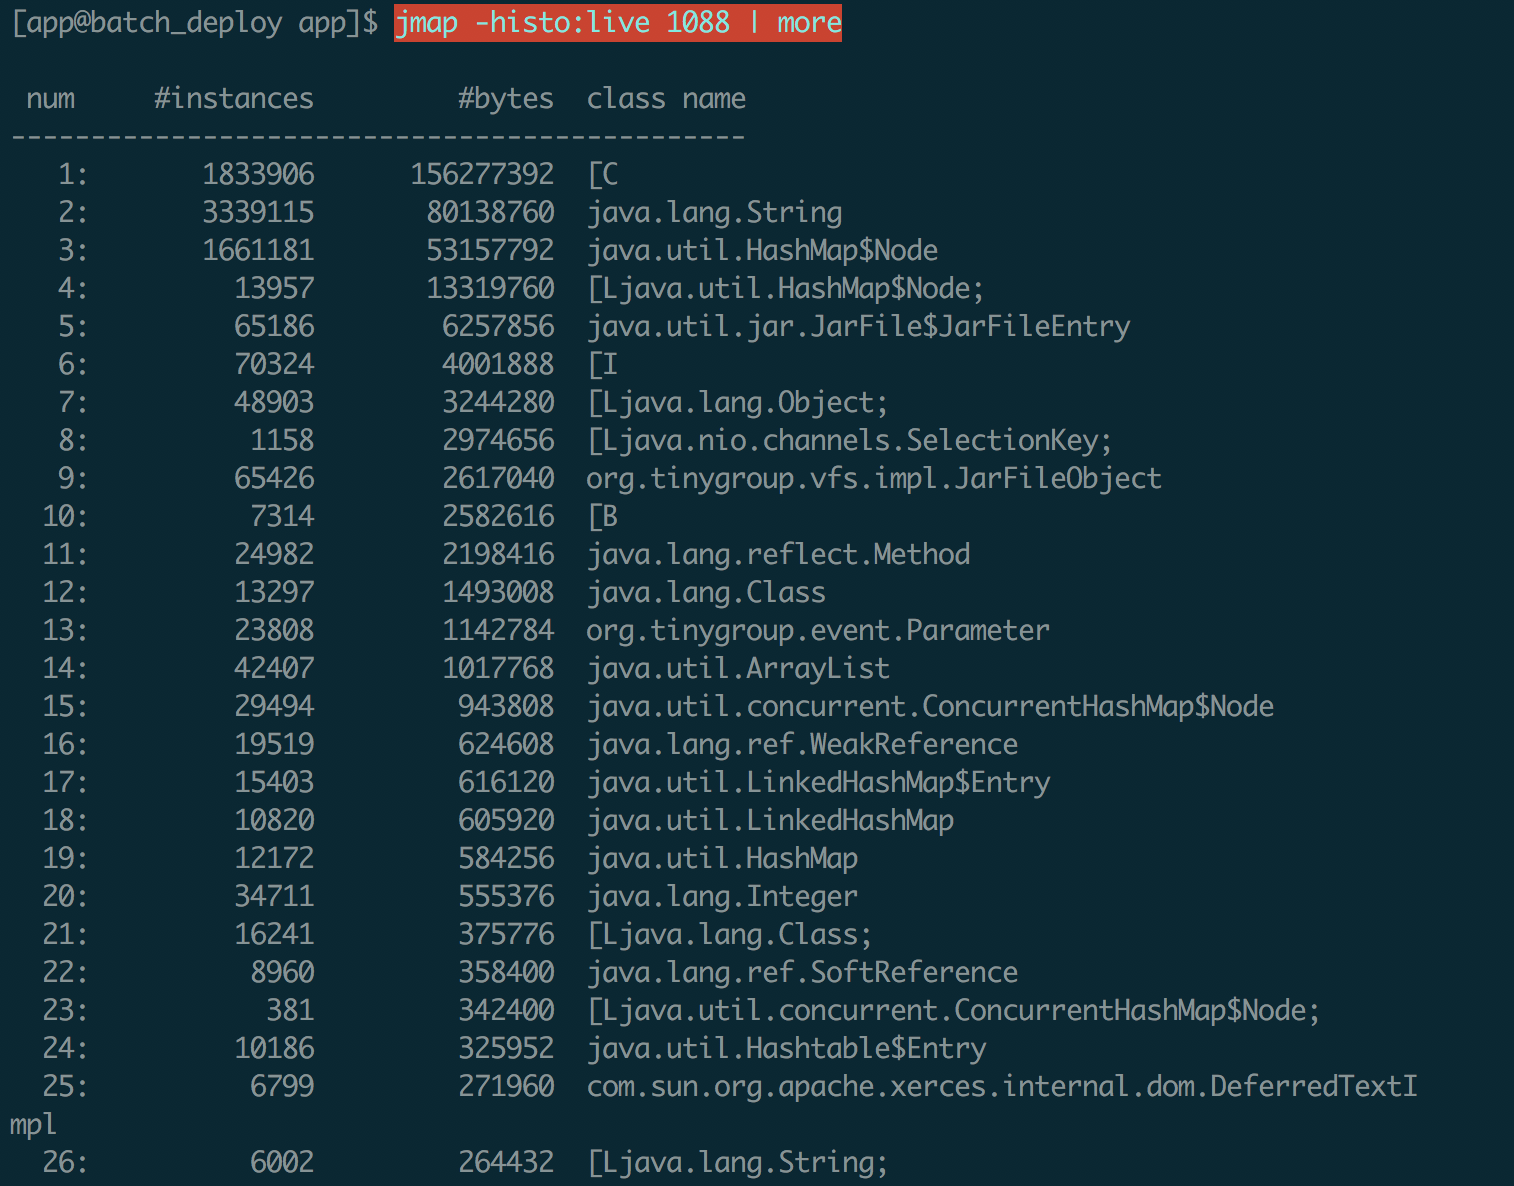 [app@batch_deploy app]$ jmap -histo:live 1088 | more
num #instances #bytes class name
----------------------------------------------
1: 1833906 156277392 [C
2: 3339115 80138760 java.lang.String
3: 1661181 53157792 java.util.HashMap$Node
4: 13957 13319760 [Ljava.util.HashMap$Node;
5: 65186 6257856 java.util.jar.JarFile$JarFileEntry
6: 70324 4001888 [I
7: 48903 3244280 [Ljava.lang.Object;
8: 1158 2974656 [Ljava.nio.channels.SelectionKey;
9: 65426 2617040 org.tinygroup.vfs.impl.JarFileObject
10: 7314 2582616 [B
11: 24982 2198416 java.lang.reflect.Method
12: 13297 1493008 java.lang.Class
13: 23808 1142784 org.tinygroup.event.Parameter
14: 42407 1017768 java.util.ArrayList
15: 29494 943808 java.util.concurrent.ConcurrentHashMap$Node
16: 19519 624608 java.lang.ref.WeakReference
17: 15403 616120 java.util.LinkedHashMap$Entry
18: 10820 605920 java.util.LinkedHashMap
19: 12172 584256 java.util.HashMap
20: 34711 555376 java.lang.Integer
21: 16241 375776 [Ljava.lang.Class;
22: 8960 358400 java.lang.ref.SoftReference
23: 381 342400 [Ljava.util.concurrent.ConcurrentHashMap$Node;
24: 10186 325952 java.util.Hashtable$Entry
25: 6799 271960 com.sun.org.apache.xerces.internal.dom.DeferredTextI
mpl
26: 6002 264432 [Ljava.lang.String;